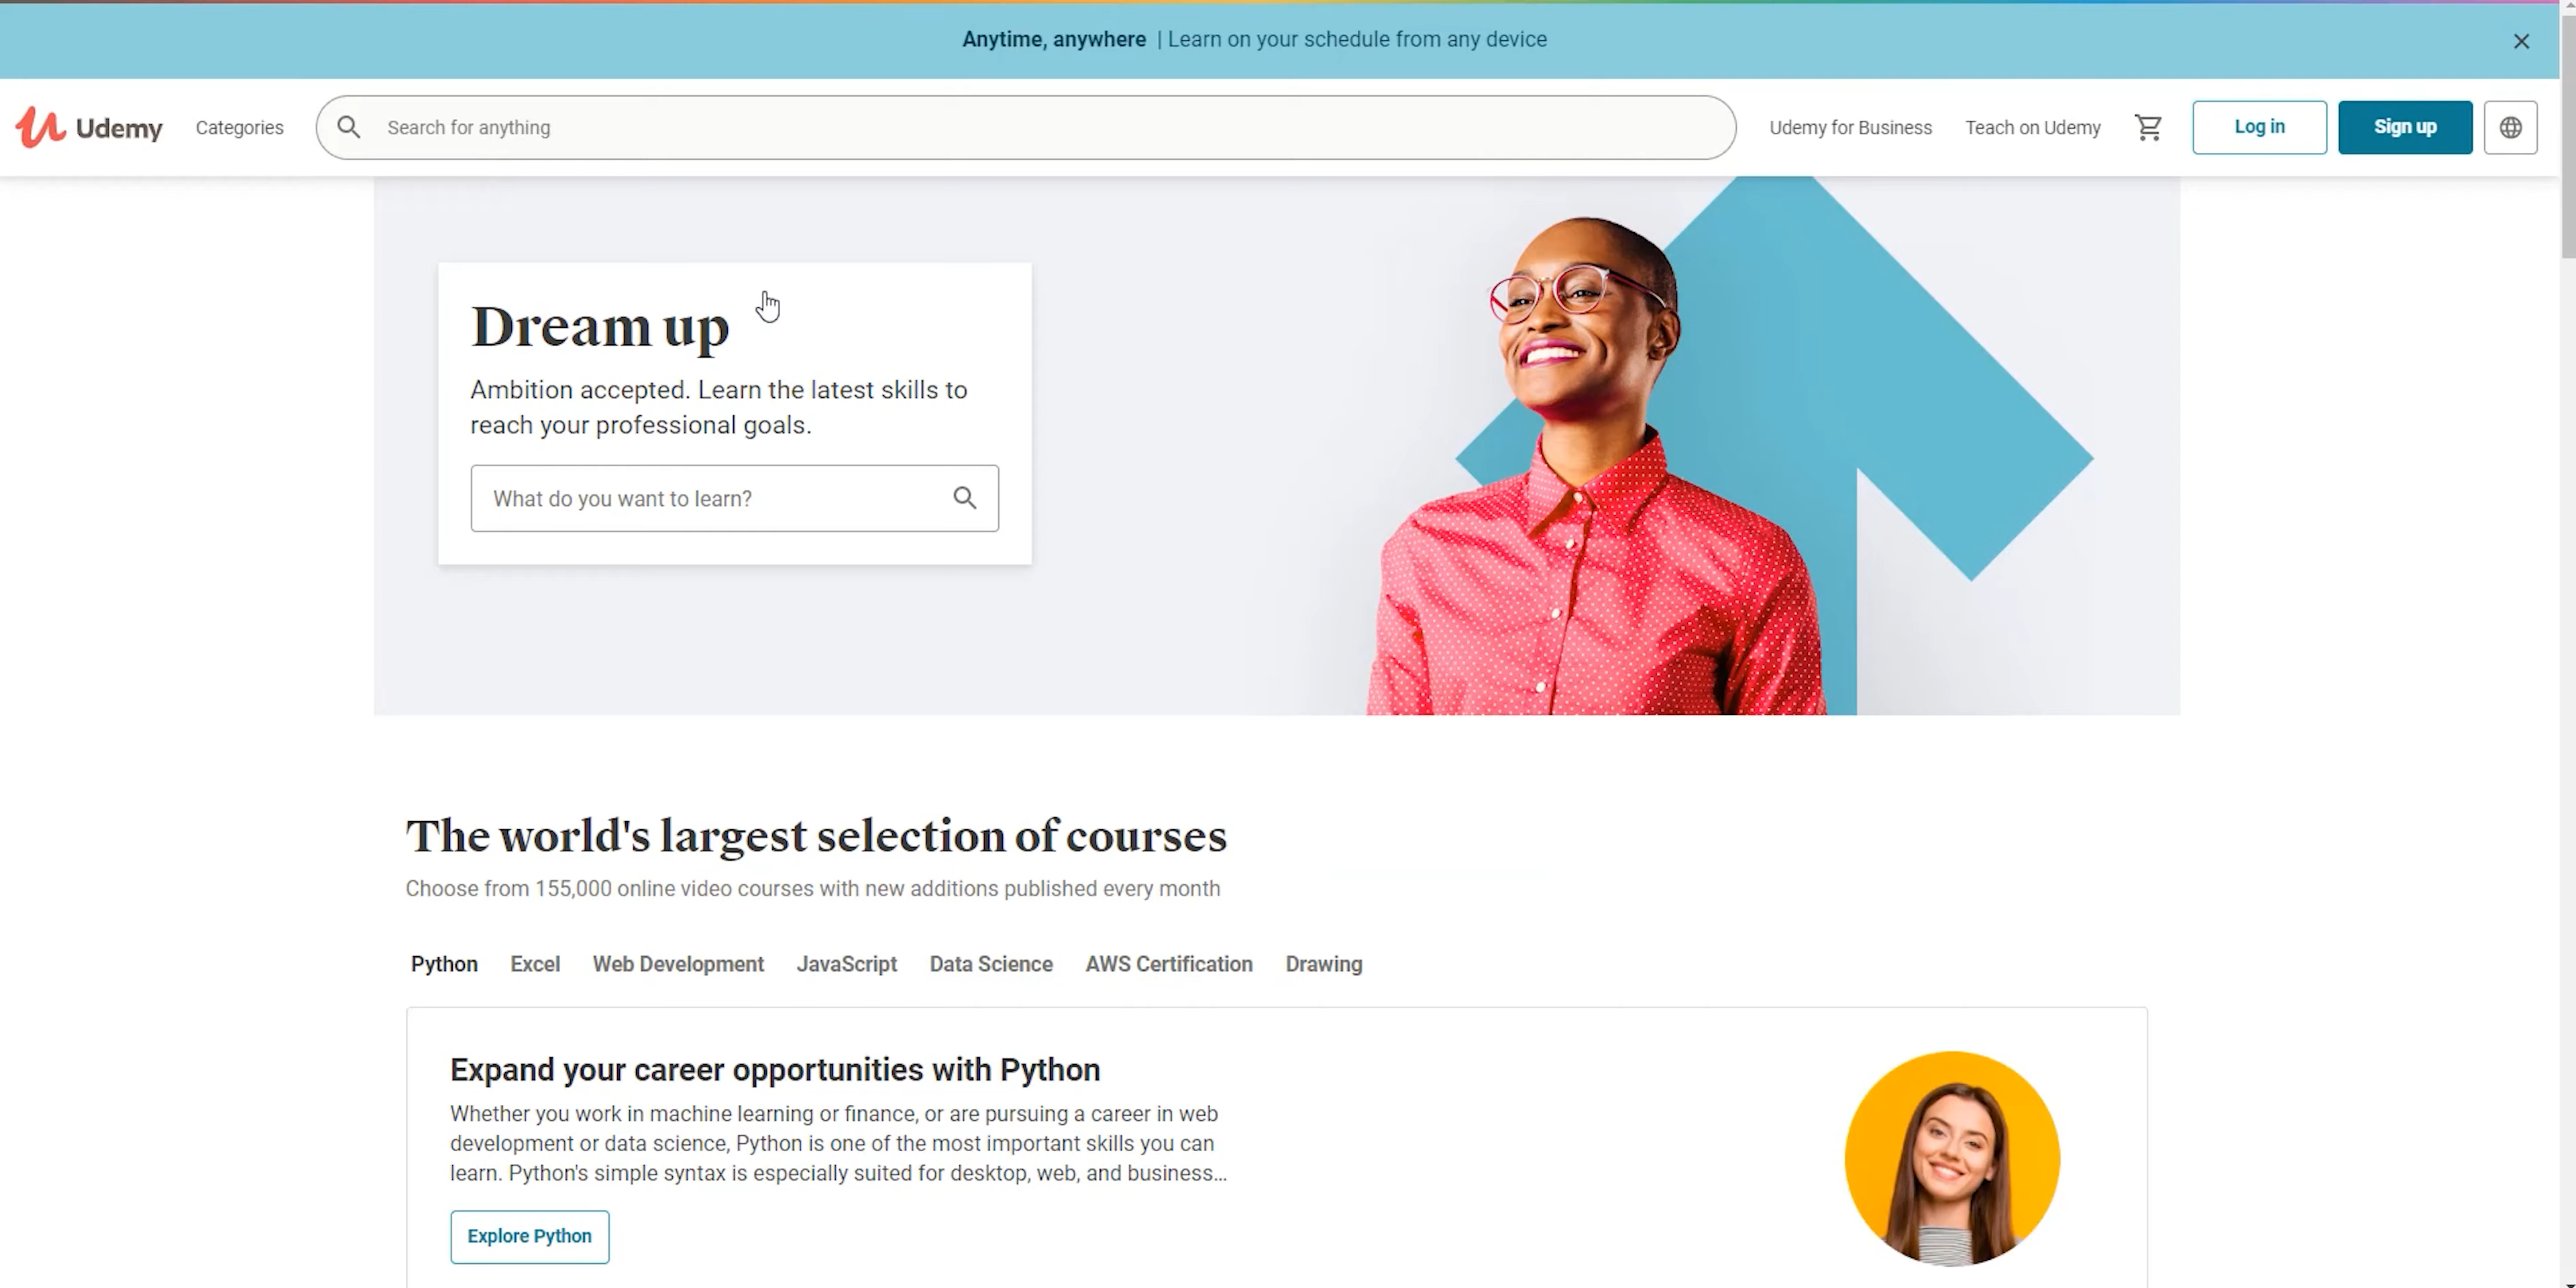 Anytime, anywhere | Learn on your schedule from any device
Udemy Categories Search for anything Udemy for Business Teach on Udemy Log in Sign up
Dream up
Ambition accepted. Learn the latest skills to
reach your professional goals.
What do you want to learn?
The world's largest selection of courses
Choose from 155,000 online video courses with new additions published every month
Python Excel Web Development JavaScript Data Science AWS Certification Drawing
Expand your career opportunities with Python
Whether you work in machine learning or finance, or are pursuing a career in web
development or data science, Python is one of the most important skills you can
learn. Python's simple syntax is especially suited for desktop, web, and business...
Explore Python